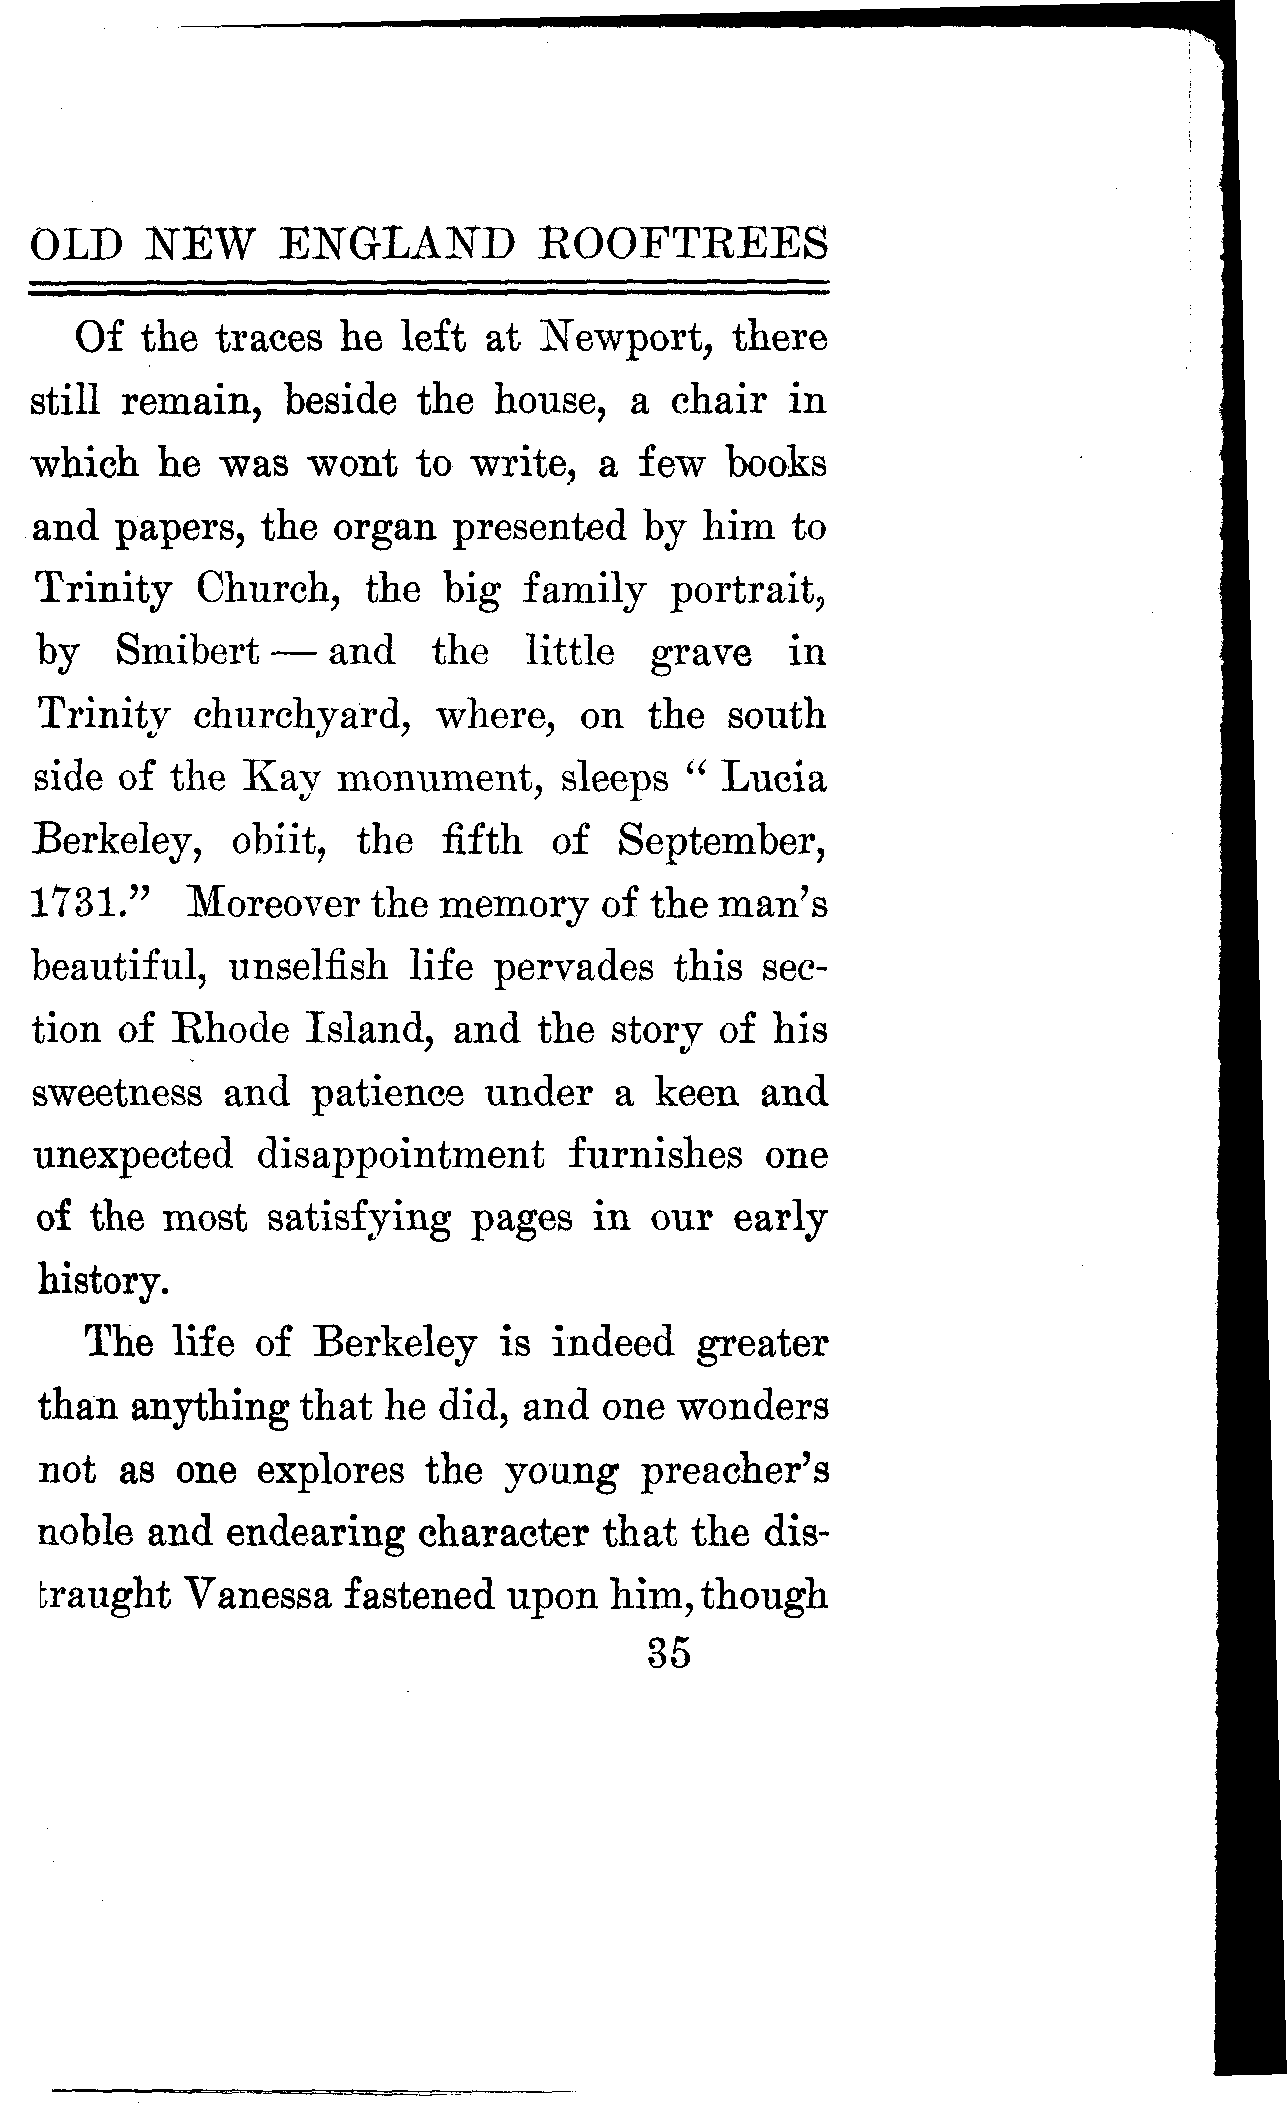 OLD NEW ENGLAND ROOFTREES
Of the traces he left at Newport, there
still remain, beside the house, a chair in
which he was wont to write, a few books
and papers, the organ presented by him to
Trinity Church, the big family portrait,
by Smibert — and the little grave in
Trinity churchyard, where, on the south
side of the Kay monument, sleeps “ Lucia
Berkeley, obiit, the fifth of September,
1731.” Moreover the memory of the man’s
beautiful, unselfish life pervades this sec-
tion of Rhode Island, and the story of his
sweetness and patience under a keen and
unexpected disappointment furnishes one
of the most satisfying pages in our early
history.
The life of Berkeley is indeed greater
than anything that he did, and one wonders
not as one explores the young preacher’s
noble and endearing character that the dis-
traught Vanessa fastened upon him, though
35